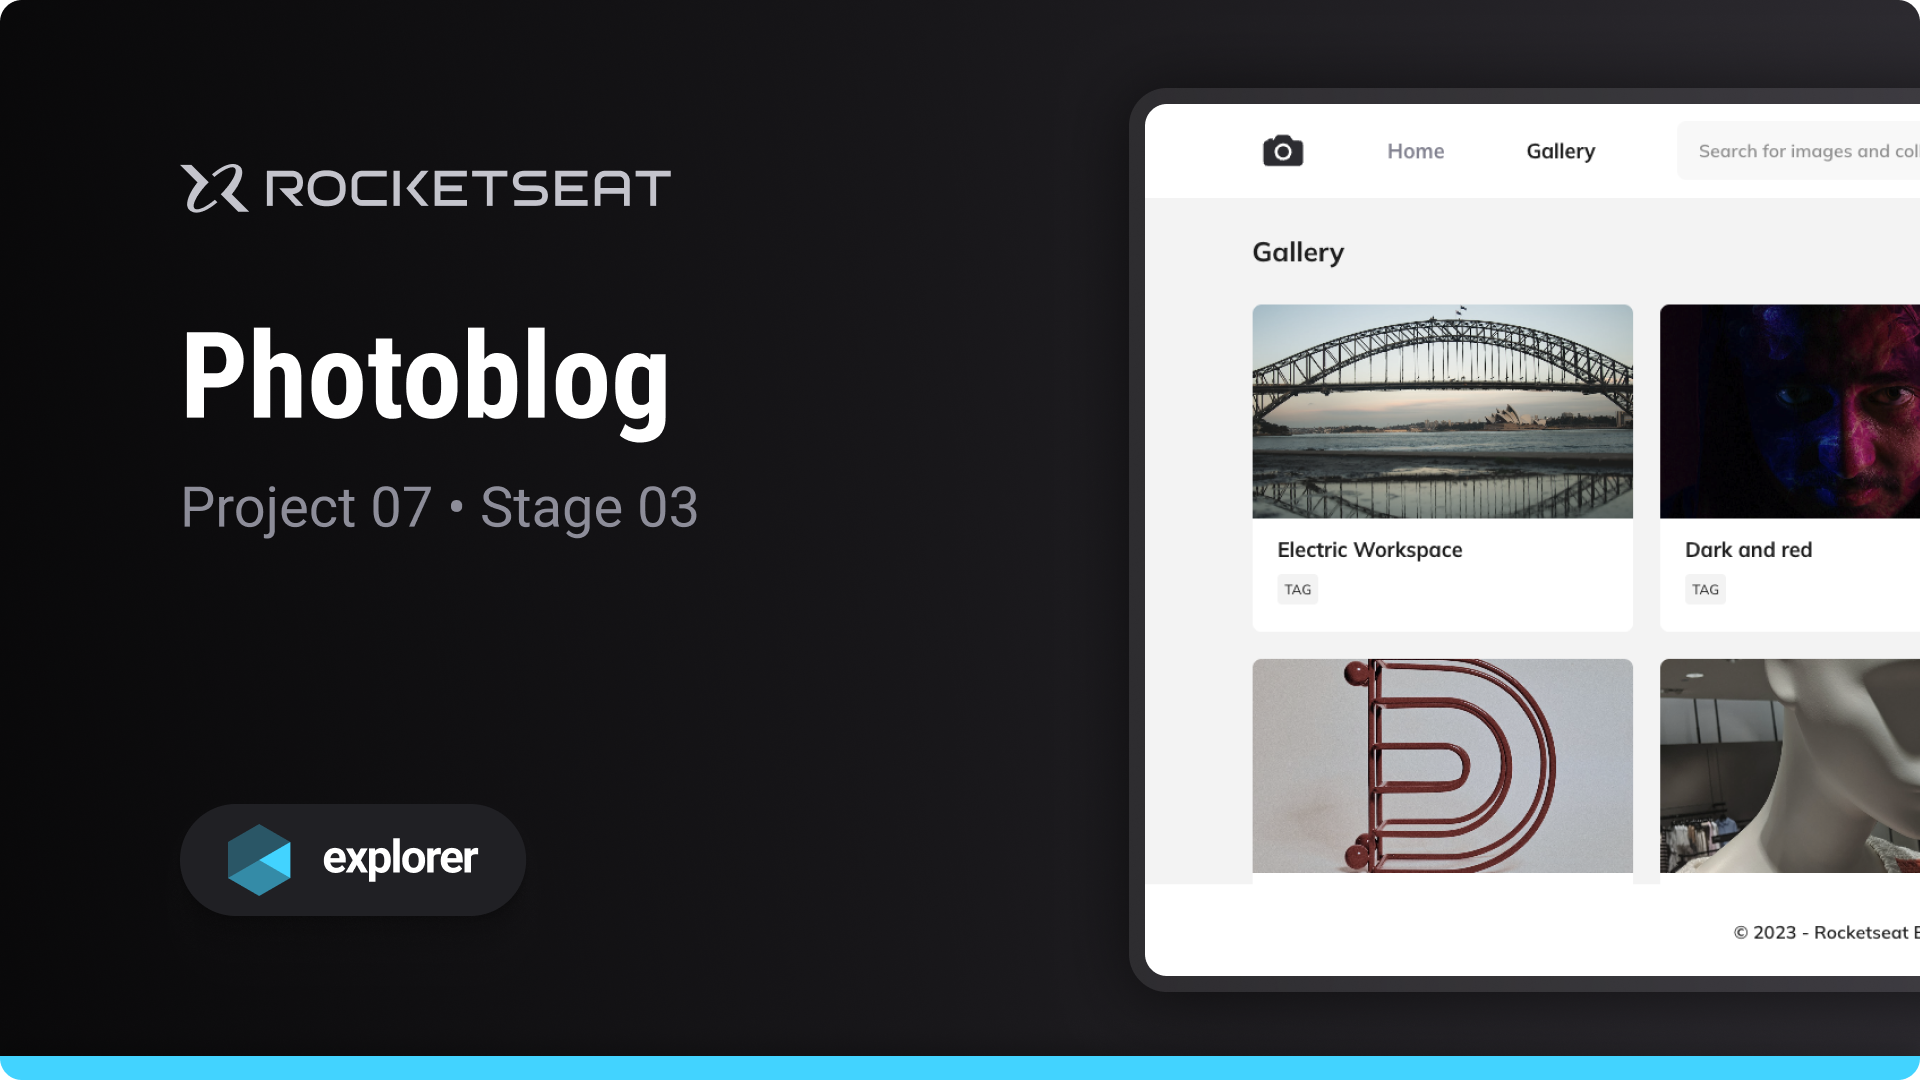 ROCKETSEAT
Photoblog
Project 07 • Stage 03
explorer
Home
Gallery
Search for images and
Gallery
Electric Workspace
TAG
Dark and red
TAG
© 2023 - Rocketseat